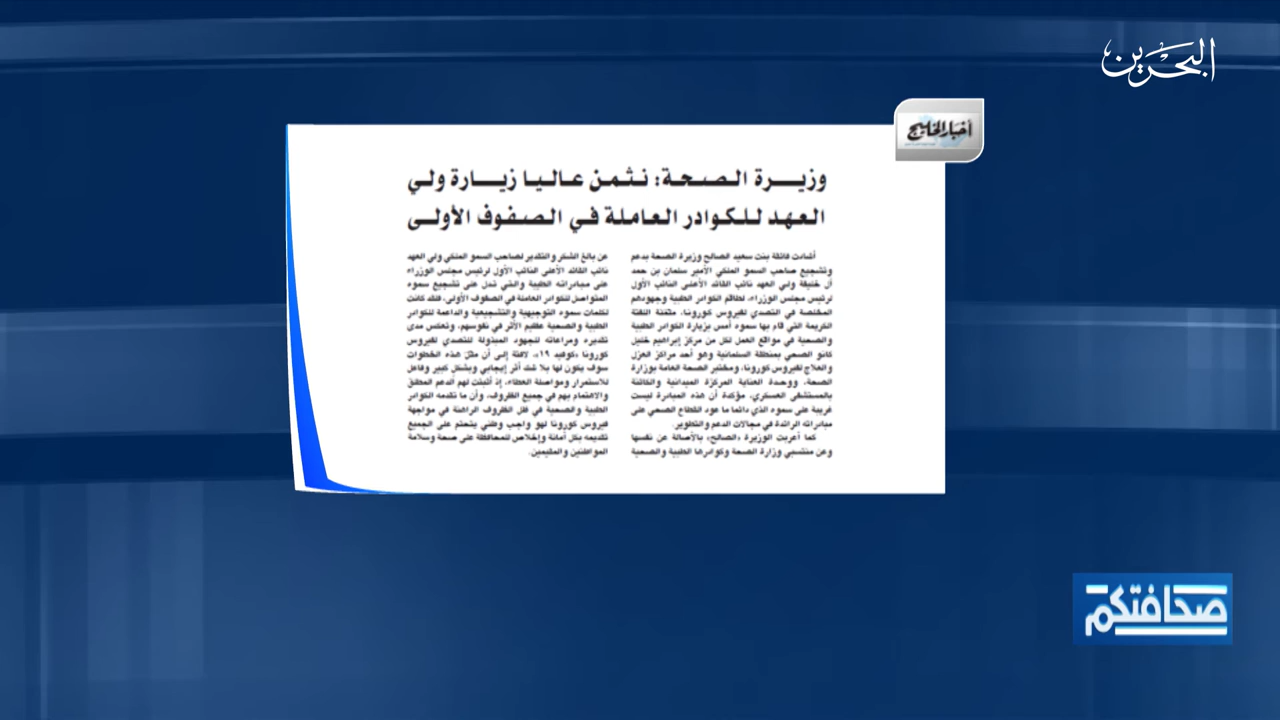 البحرين
أخبار الخليج
وزيـــرة الـصـحـة: نـثـمـن عـالـيـا زيـــارة ولي
العهد للكوادر العاملة في الصفوف الأولى
أشادت فائقة بنت سعيد الصالح وزيرة الصحة بدعم
وتشجيع صاحب السمو الملكي الأمير سلمان بن حمد
آل خليفة ولي العهد نائب القائد الأعلى النائب الأول
لرئيس مجلس الوزراء، لطاقم الكوادر الطبية وجهودهم
المخلصة في التصدي لفيروس كورونا، مثمنة اللفتة
الكريمة التي قام بها سموه أمس بزيارة الكوادر الطبية
والصحية في مواقع العمل لكل من مركز إبراهيم خليل
كانو الصحي بمنطقة السلمانية وهو أحد مراكز العزل
والعلاج لفيروس كورونا، ومختبر الصحة العامة بوزارة
الصحة، ووحدة العناية المركزة الميدانية والكائنة
بالمستشفى العسكري، مؤكدة أن هذه المبادرة ليست
غريبة على سموه الذي دائما ما عود القطاع الصحي على
مبادراته الرائدة في مجالات الدعم والتطوير.
كما أعربت الوزيرة «الصالح» بالأصالة عن نفسها
وعن منتسبي وزارة الصحة وكوادرها الطبية والصحية
عن بالغ الشكر والتقدير لصاحب السمو الملكي ولي العهد
نائب القائد الأعلى النائب الأول لرئيس مجلس الوزراء
على مبادراته الطيبة والتي تدل على تشجيع سموه
المتواصل للكوادر العاملة في الصفوف الأولى، فلقد كانت
لكلمات سموه التوجيهية والتشجيعية والداعمة للكوادر
الطبية والصحية عظيم الأثر في نفوسهم، وتعكس مدى
تقديره ومراعاته للجهود المبذولة للتصدي لفيروس
كورونا «كوفيد ١٩»، لافتة إلى أن مثل هذه الخطوات
سوف يكون لها بلا شك أثر إيجابي وبشكل كبير وفاعل
للاستمرار ومواصلة العطاء، إذ أثبتت لهم الدعم المطلق
والاهتمام بهم في جميع الظروف، وأن ما تقدمه الكوادر
الطبية والصحية في ظل الظروف الراهنة في مواجهة
فيروس كورونا لهو واجب وطني يتحتم على الجميع
تقديمه بكل أمانة وإخلاص للمحافظة على صحة وسلامة
المواطنين والمقيمين.
صحافتكم